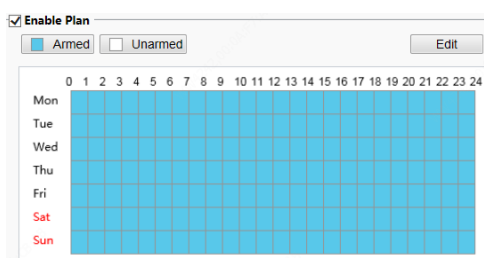 Enable Plan
Armed Unarmed Edit
0 1 2 3 4 5 6 7 8 9 10 11 12 13 14 15 16 17 18 19 20 21 22 23 24
Mon
Tue
Wed
Thu
Fri
Sat
Sun